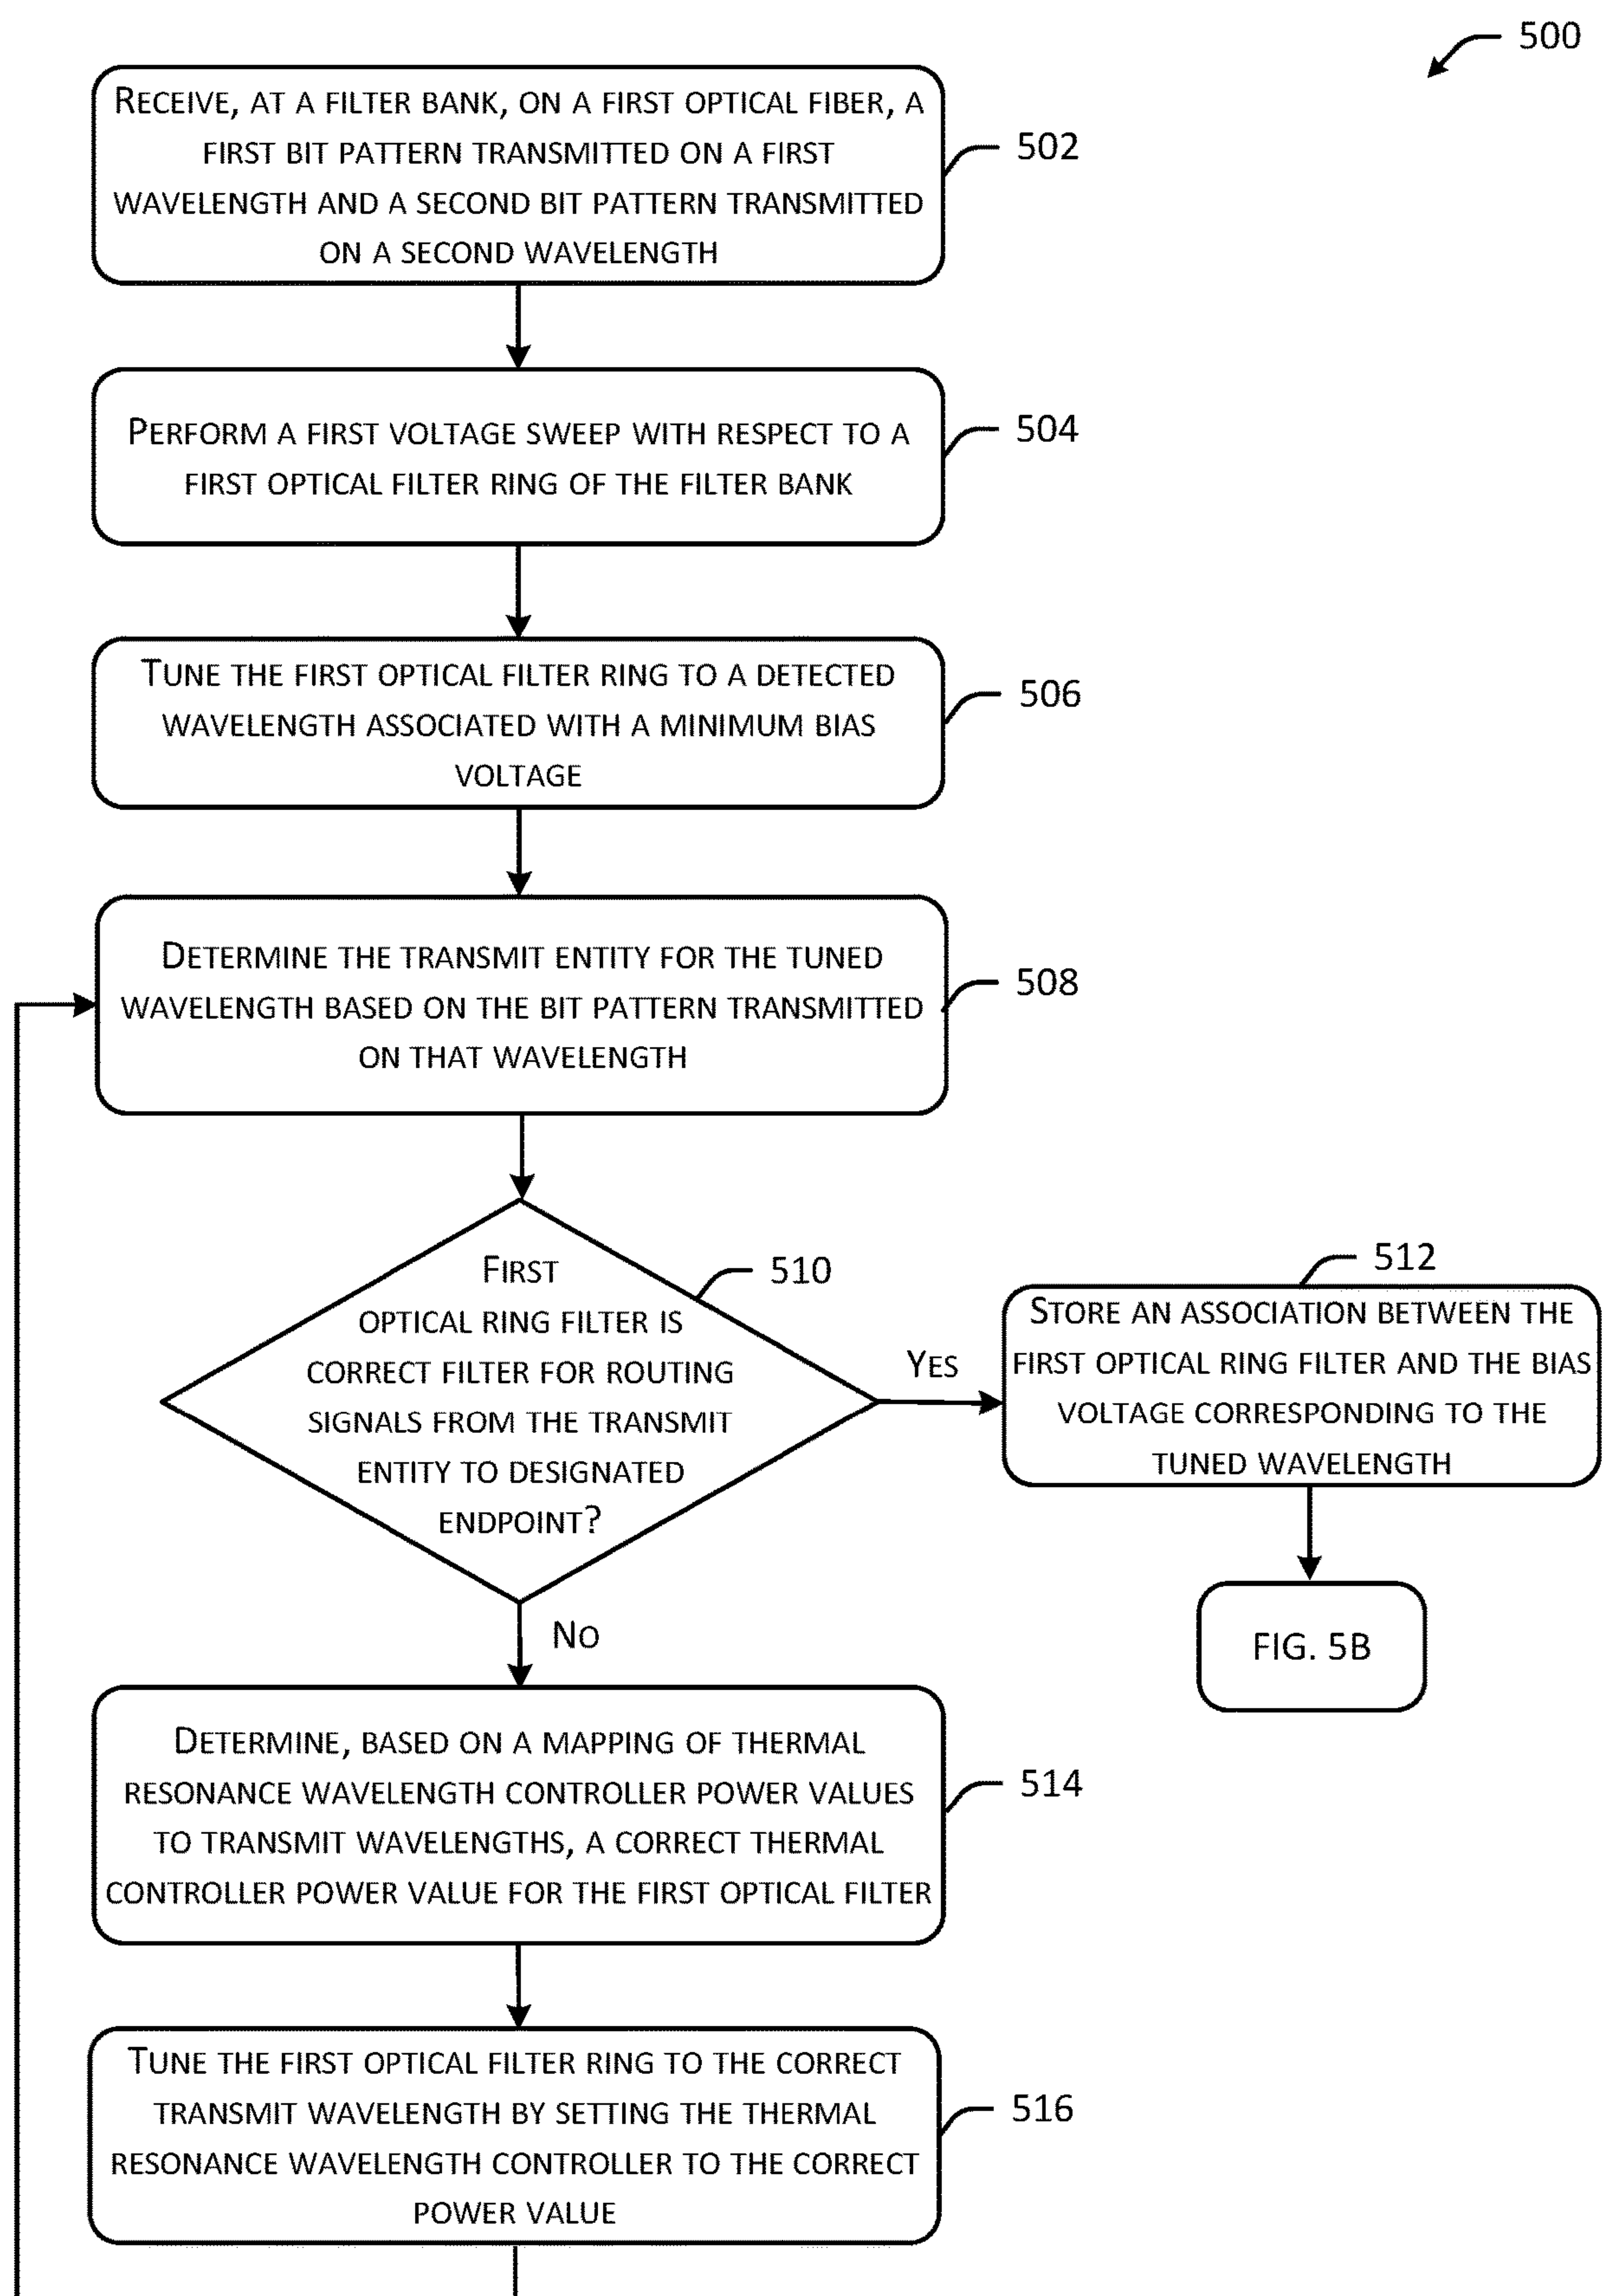 500
RECEIVE, AT A FILTER BANK, ON A FIRST OPTICAL FIBER, A
FIRST BIT PATTERN TRANSMITTED ON A FIRST
WAVELENGTH AND A SECOND BIT PATTERN TRANSMITTED
ON A SECOND WAVELENGTH
502
PERFORM A FIRST VOLTAGE SWEEP WITH RESPECT TO A
FIRST OPTICAL FILTER RING OF THE FILTER BANK
504
TUNE THE FIRST OPTICAL FILTER RING TO A DETECTED
WAVELENGTH ASSOCIATED WITH A MINIMUM BIAS
VOLTAGE
506
DETERMINE THE TRANSMIT ENTITY FOR THE TUNED
WAVELENGTH BASED ON THE BIT PATTERN TRANSMITTED
ON THAT WAVELENGTH
508
FIRST
OPTICAL RING FILTER IS
CORRECT FILTER FOR ROUTING
SIGNALS FROM THE TRANSMIT
ENTITY TO DESIGNATED
ENDPOINT?
510
YES
512
STORE AN ASSOCIATION BETWEEN THE
FIRST OPTICAL RING FILTER AND THE BIAS
VOLTAGE CORRESPONDING TO THE
TUNED WAVELENGTH
FIG. 5B
NO
DETERMINE, BASED ON A MAPPING OF THERMAL
RESONANCE WAVELENGTH CONTROLLER POWER VALUES
TO TRANSMIT WAVELENGTHS, A CORRECT THERMAL
CONTROLLER POWER VALUE FOR THE FIRST OPTICAL FILTER
514
TUNE THE FIRST OPTICAL FILTER RING TO THE CORRECT
TRANSMIT WAVELENGTH BY SETTING THE THERMAL
RESONANCE WAVELENGTH CONTROLLER TO THE CORRECT
POWER VALUE
516